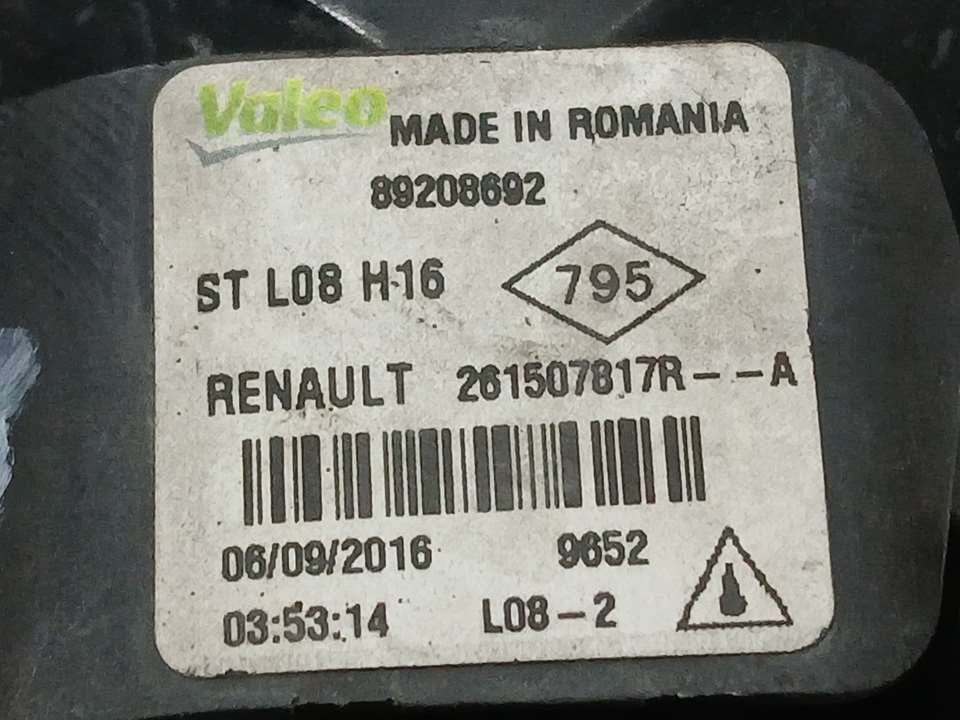 Valeo MADE IN ROMANIA
89208692
ST L08 H16 795
RENAULT 261507817R--A
06/09/2016 9652
03:53:14 L08-2